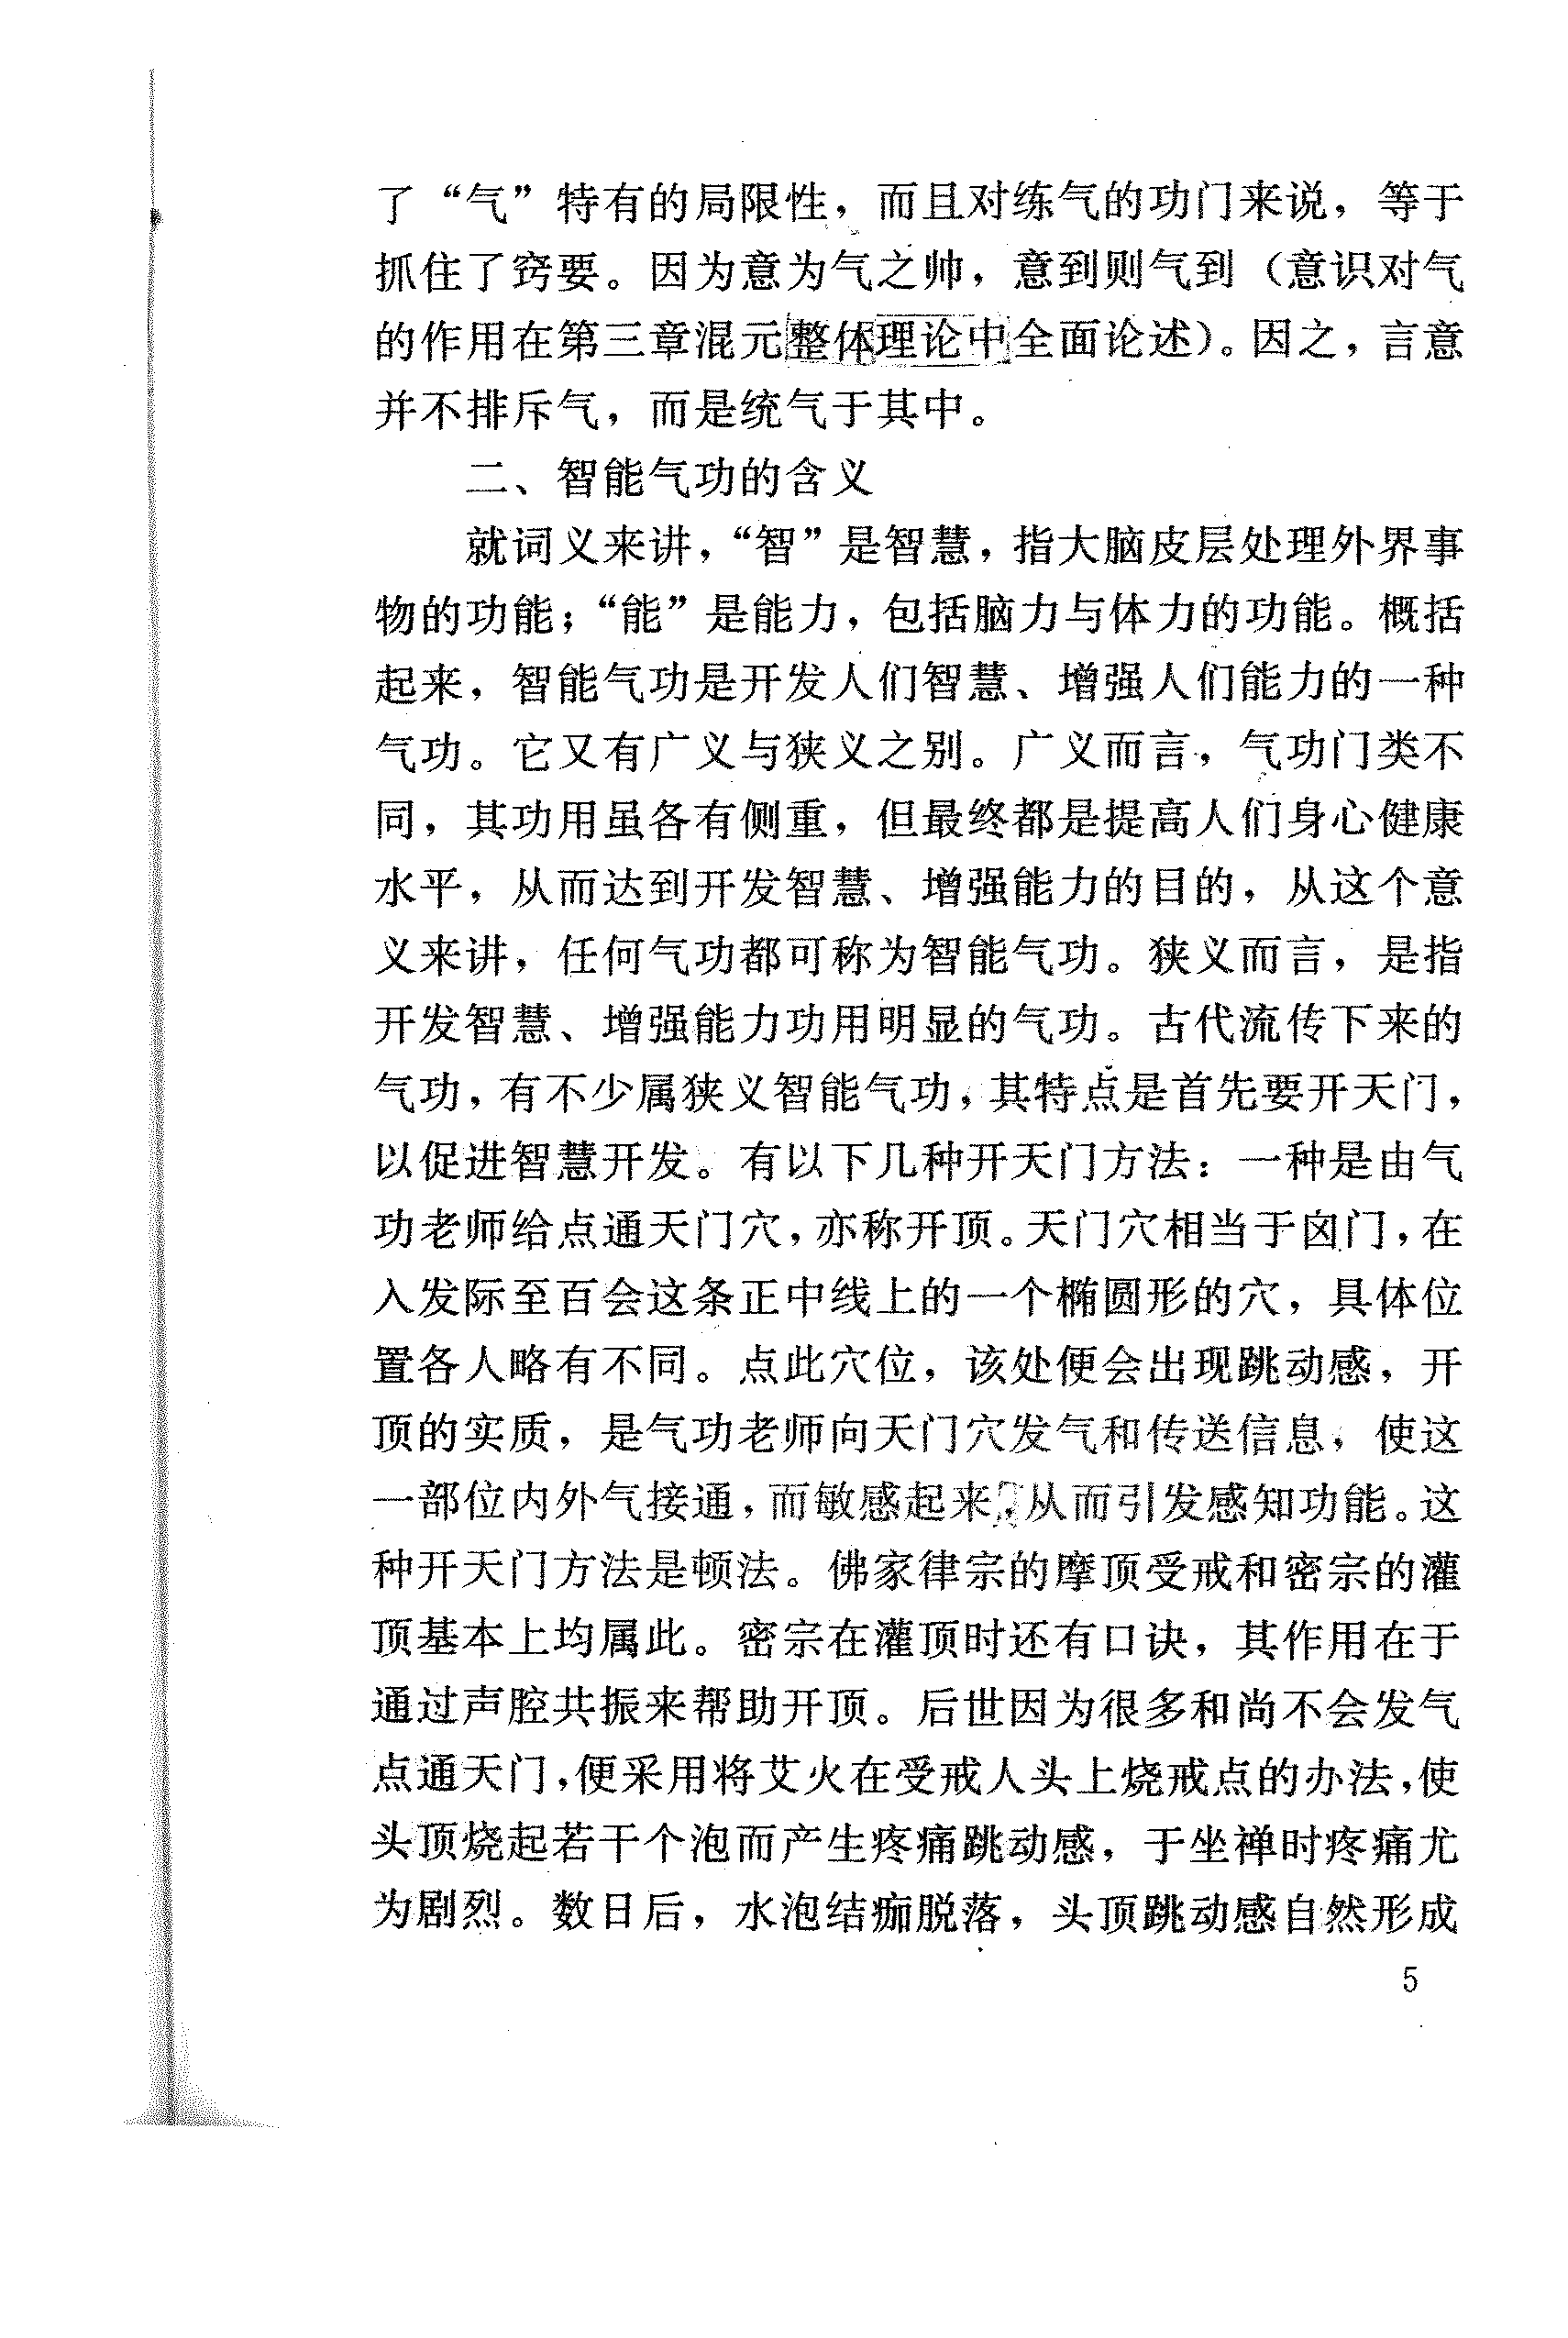 了“气”特有的局限性，而且对练气的功门来说，等于
抓住了窍要。因为意为气之帅，意到则气到（意识对气
的作用在第三章混元整体理论中全面论述）。因之，言意
并不排斥气，而是统气于其中。
二、智能气功的含义
就词义来讲，“智”是智慧，指大脑皮层处理外界事
物的功能；“能”是能力，包括脑力与体力的功能。概括
起来，智能气功是开发人们智慧、增强人们能力的一种
气功。它又有广义与狭义之别。广义而言，气功门类不
同，其功用虽各有侧重，但最终都是提高人们身心健康
水平，从而达到开发智慧、增强能力的目的，从这个意
义来讲，任何气功都可称为智能气功。狭义而言，是指
开发智慧、增强能力功用明显的气功。古代流传下来的
气功，有不少属狭义智能气功，其特点是首先要开天门，
以促进智慧开发。有以下几种开天门方法：一种是由气
功老师给点通天门穴，亦称开顶。天门穴相当于囟门，在
入发际至百会这条正中线上的一个椭圆形的穴，具体位
置各人略有不同。点此穴位，该处便会出现跳动感，开
顶的实质，是气功老师向天门穴发气和传送信息，使这
一部位内外气接通，而敏感起来，从而引发感知功能。这
种开天门方法是顿法。佛家律宗的摩顶受戒和密宗的灌
顶基本上均属此。密宗在灌顶时还有口诀，其作用在于
通过声腔共振来帮助开顶。后世因为很多和尚不会发气
点通天门，便采用将艾火在受戒人头上烧戒点的办法，使
头顶烧起若干个泡而产生疼痛跳动感，于坐禅时疼痛尤
为剧烈。数日后，水泡结痂脱落，头顶跳动感自然形成
5